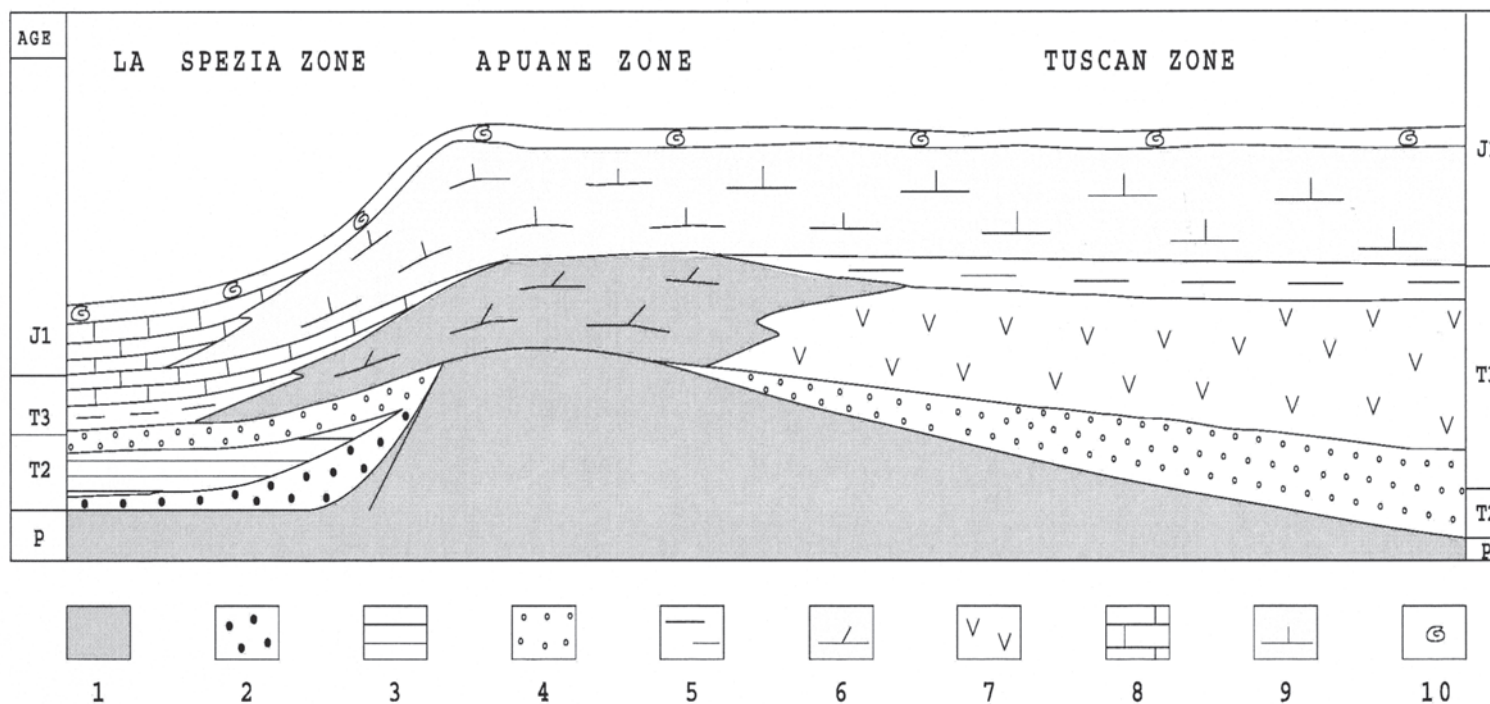 AGE
LA SPEZIA ZONE
APUANE ZONE
TUSCAN ZONE
J1
T3
T2
P
P
1 2 3 4 5 6 7 8 9 10